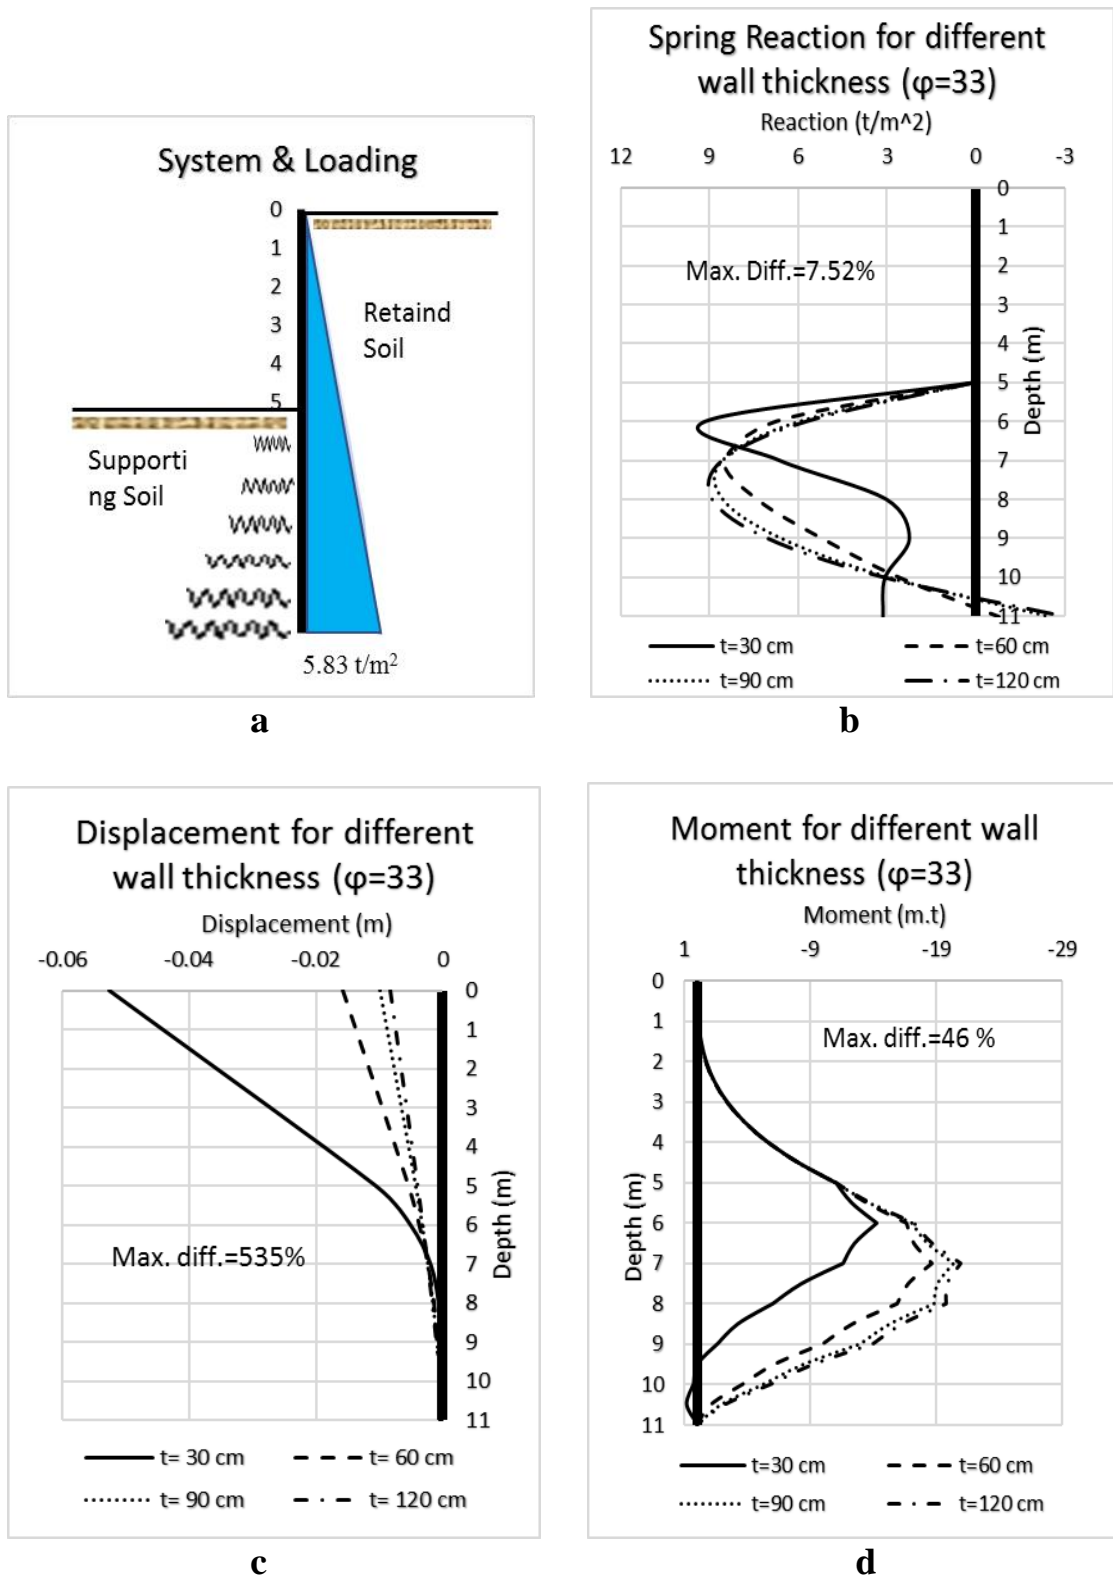 System & Loading
0
1
2
3
4
5
Retaind
Soil
Supporti
ng Soil
5.83 t/m²
a
Spring Reaction for different
wall thickness (φ=33)
Reaction (t/m^2)
12 9 6 3 0 -3
0
1
2
3
4
5
6
7
8
9
10
11
Max. Diff.=7.52%
Depth (m)
t=30 cm t=60 cm
t=90 cm t=120 cm
b
Displacement for different
wall thickness (φ=33)
Displacement (m)
-0.06 -0.04 -0.02 0
0
1
2
3
4
5
6
7
8
9
10
11
Depth (m)
Max. diff.=535%
t= 30 cm t= 60 cm
t= 90 cm t= 120 cm
c
Moment for different wall
thickness (φ=33)
Moment (m.t)
1 -9 -19 -29
0
1
2
3
4
5
6
7
8
9
10
11
Depth (m)
Max. diff.=46 %
t=30 cm t=60 cm
t=90 cm t=120 cm
d